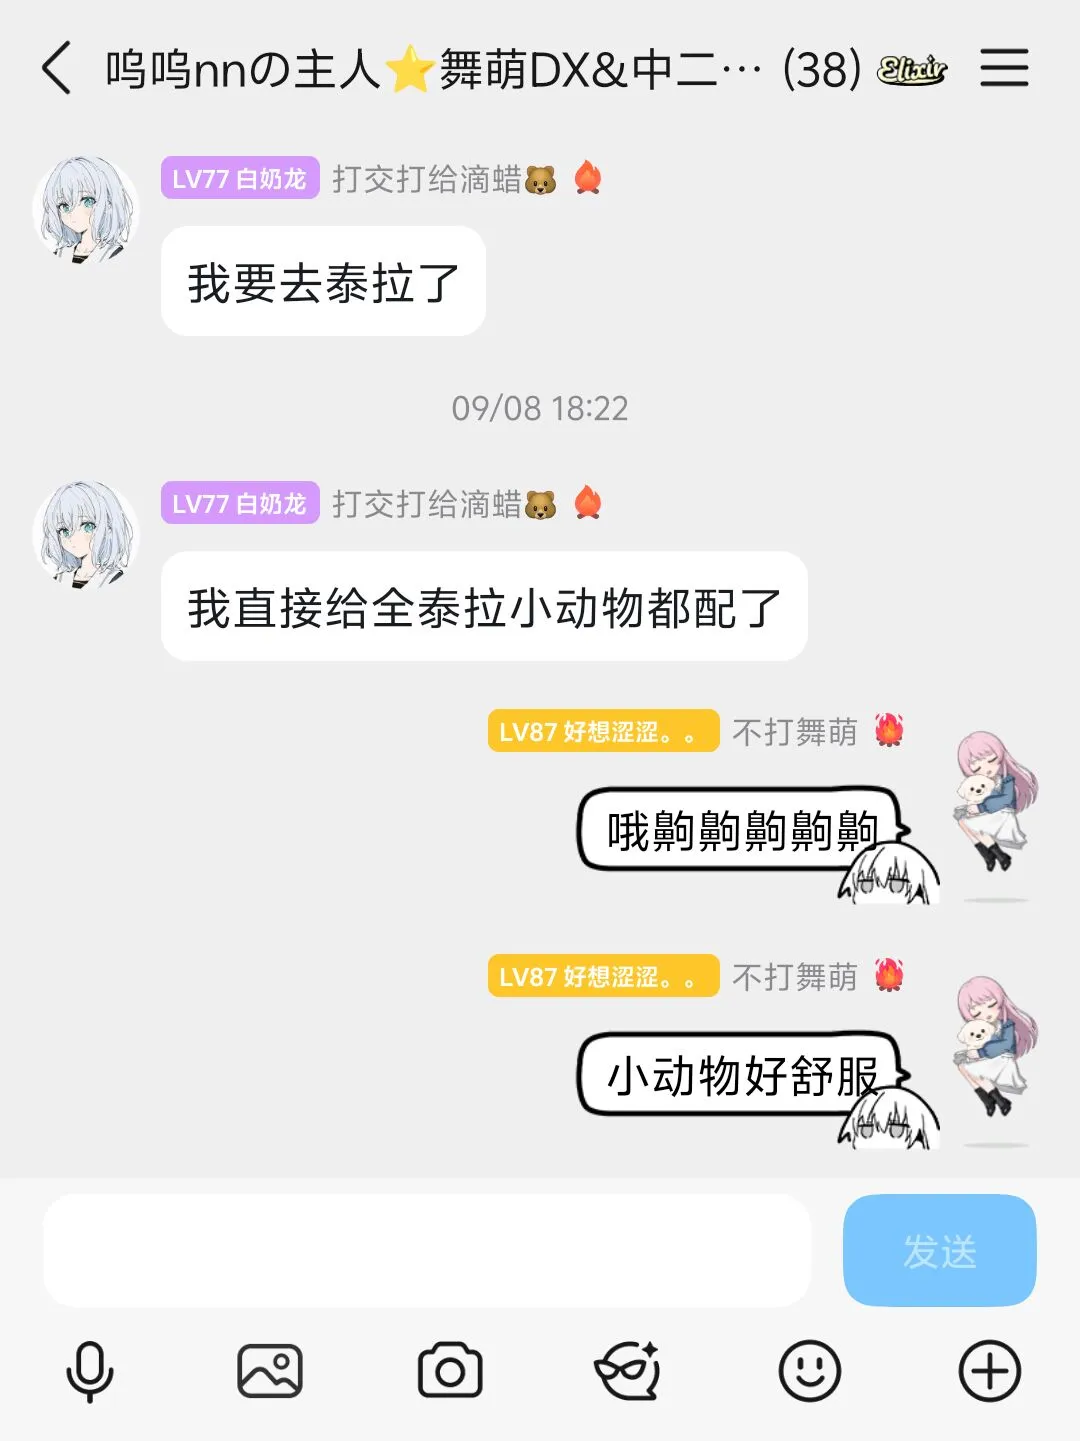 呜呜nnの主人⭐舞萌DX&中二… (38) Elixir
LV77 白奶龙 打交打给滴蜡🐻 🔥
我要去泰拉了
09/08 18:22
LV77 白奶龙 打交打给滴蜡🐻 🔥
我直接给全泰拉小动物都配了
LV87 好想涩涩。。 不打舞萌 🔥
哦齁齁齁齁齁
LV87 好想涩涩。。 不打舞萌 🔥
小动物好舒服
发送